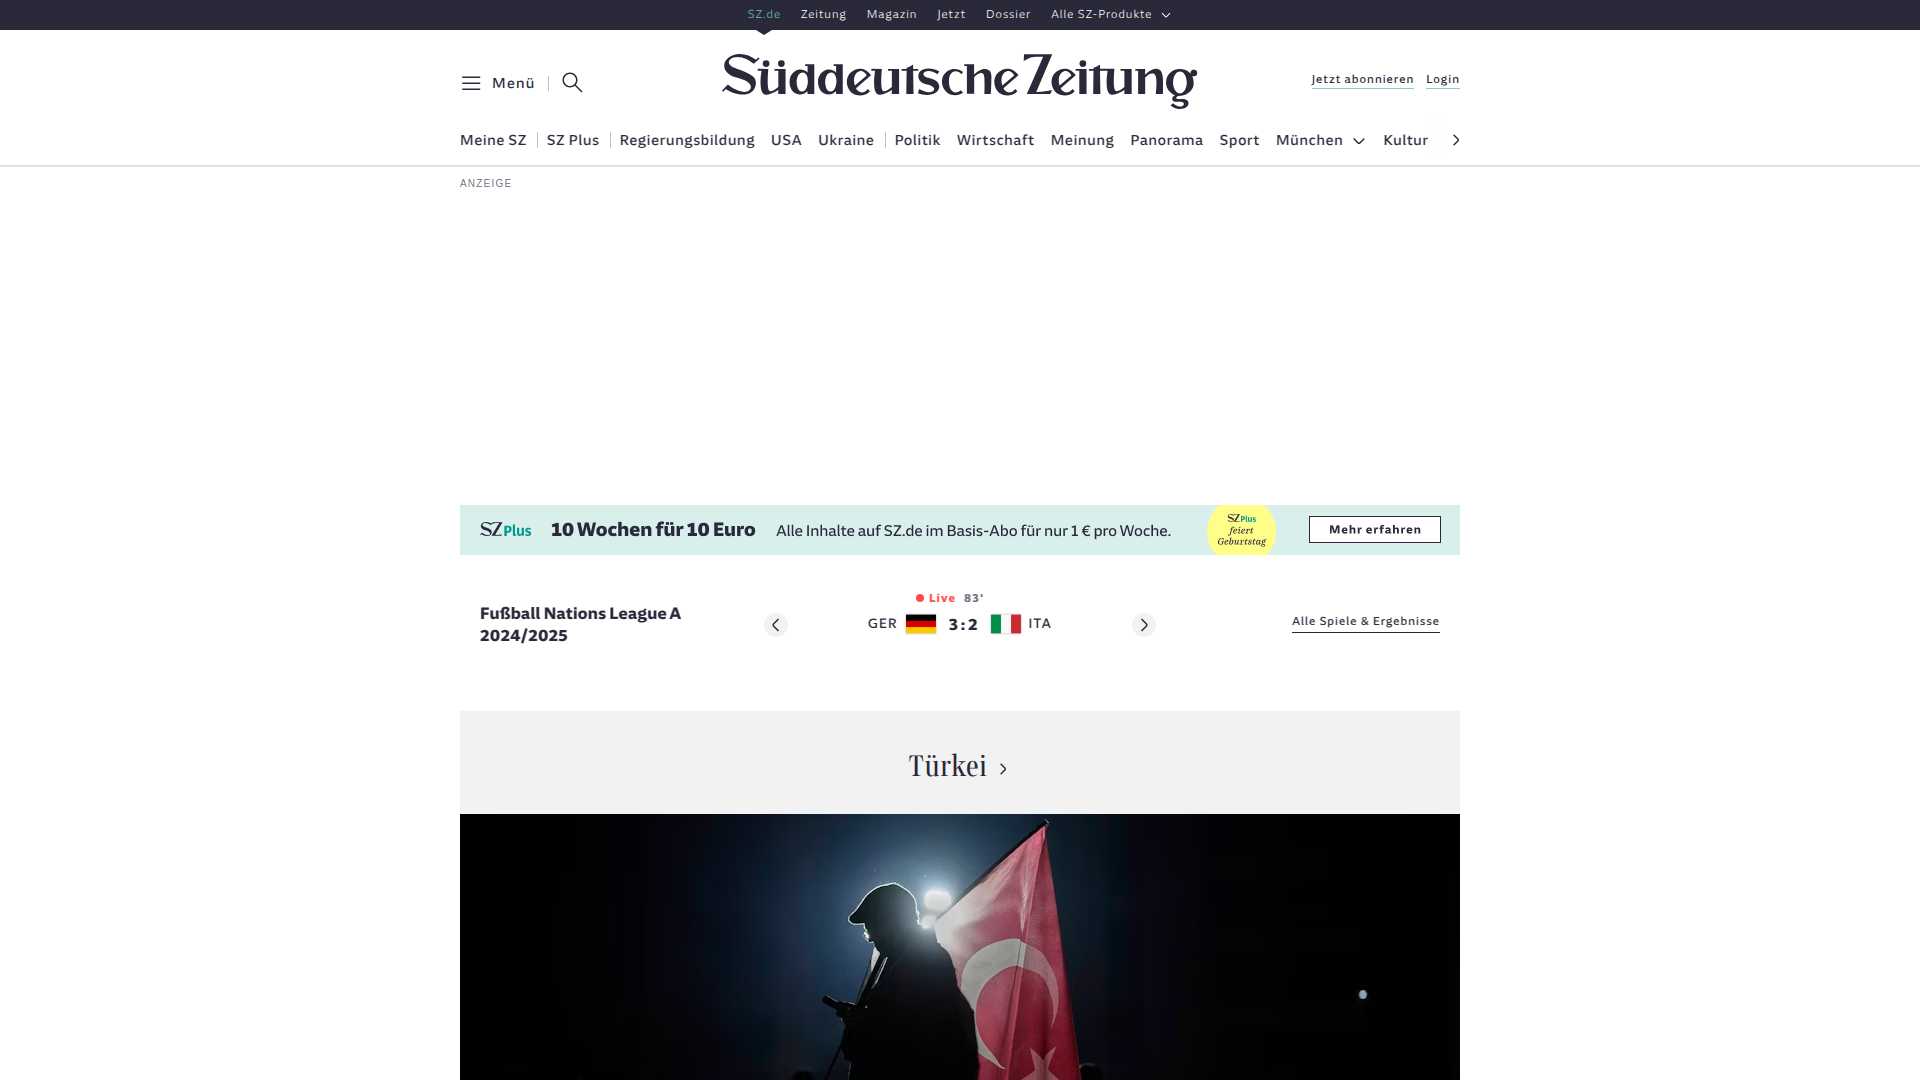 SZ.de Zeitung Magazin Jetzt Dossier Alle SZ-Produkte
Menü
Süddeutsche Zeitung
Jetzt abonnieren Login
Meine SZ SZ Plus Regierungsbildung USA Ukraine Politik Wirtschaft Meinung Panorama Sport München Kultur
ANZEIGE
SZ Plus 10 Wochen für 10 Euro Alle Inhalte auf SZ.de im Basis-Abo für nur 1 € pro Woche.
SZ Plus
feiert
Geburtstag
Mehr erfahren
Fußball Nations League A
2024/2025
Live 83'
GER 3:2 ITA
Alle Spiele & Ergebnisse
Türkei